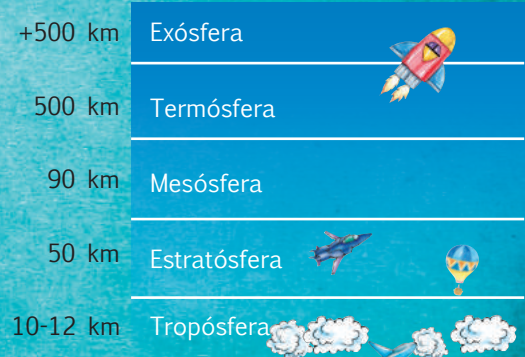 +500 km Exósfera
500 km Termósfera
90 km Mesósfera
50 km Estratósfera
10-12 km Tropósfera